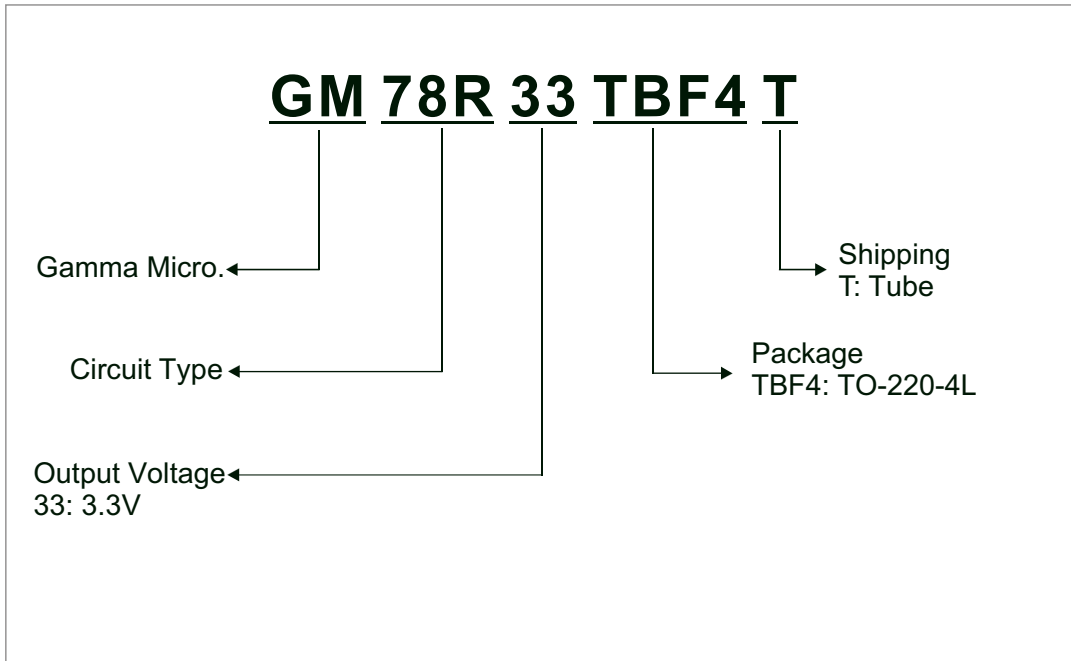 GM 78R 33 TBF4 T
Gamma Micro.
Shipping
T: Tube
Circuit Type
Package
TBF4: TO-220-4L
Output Voltage
33: 3.3V